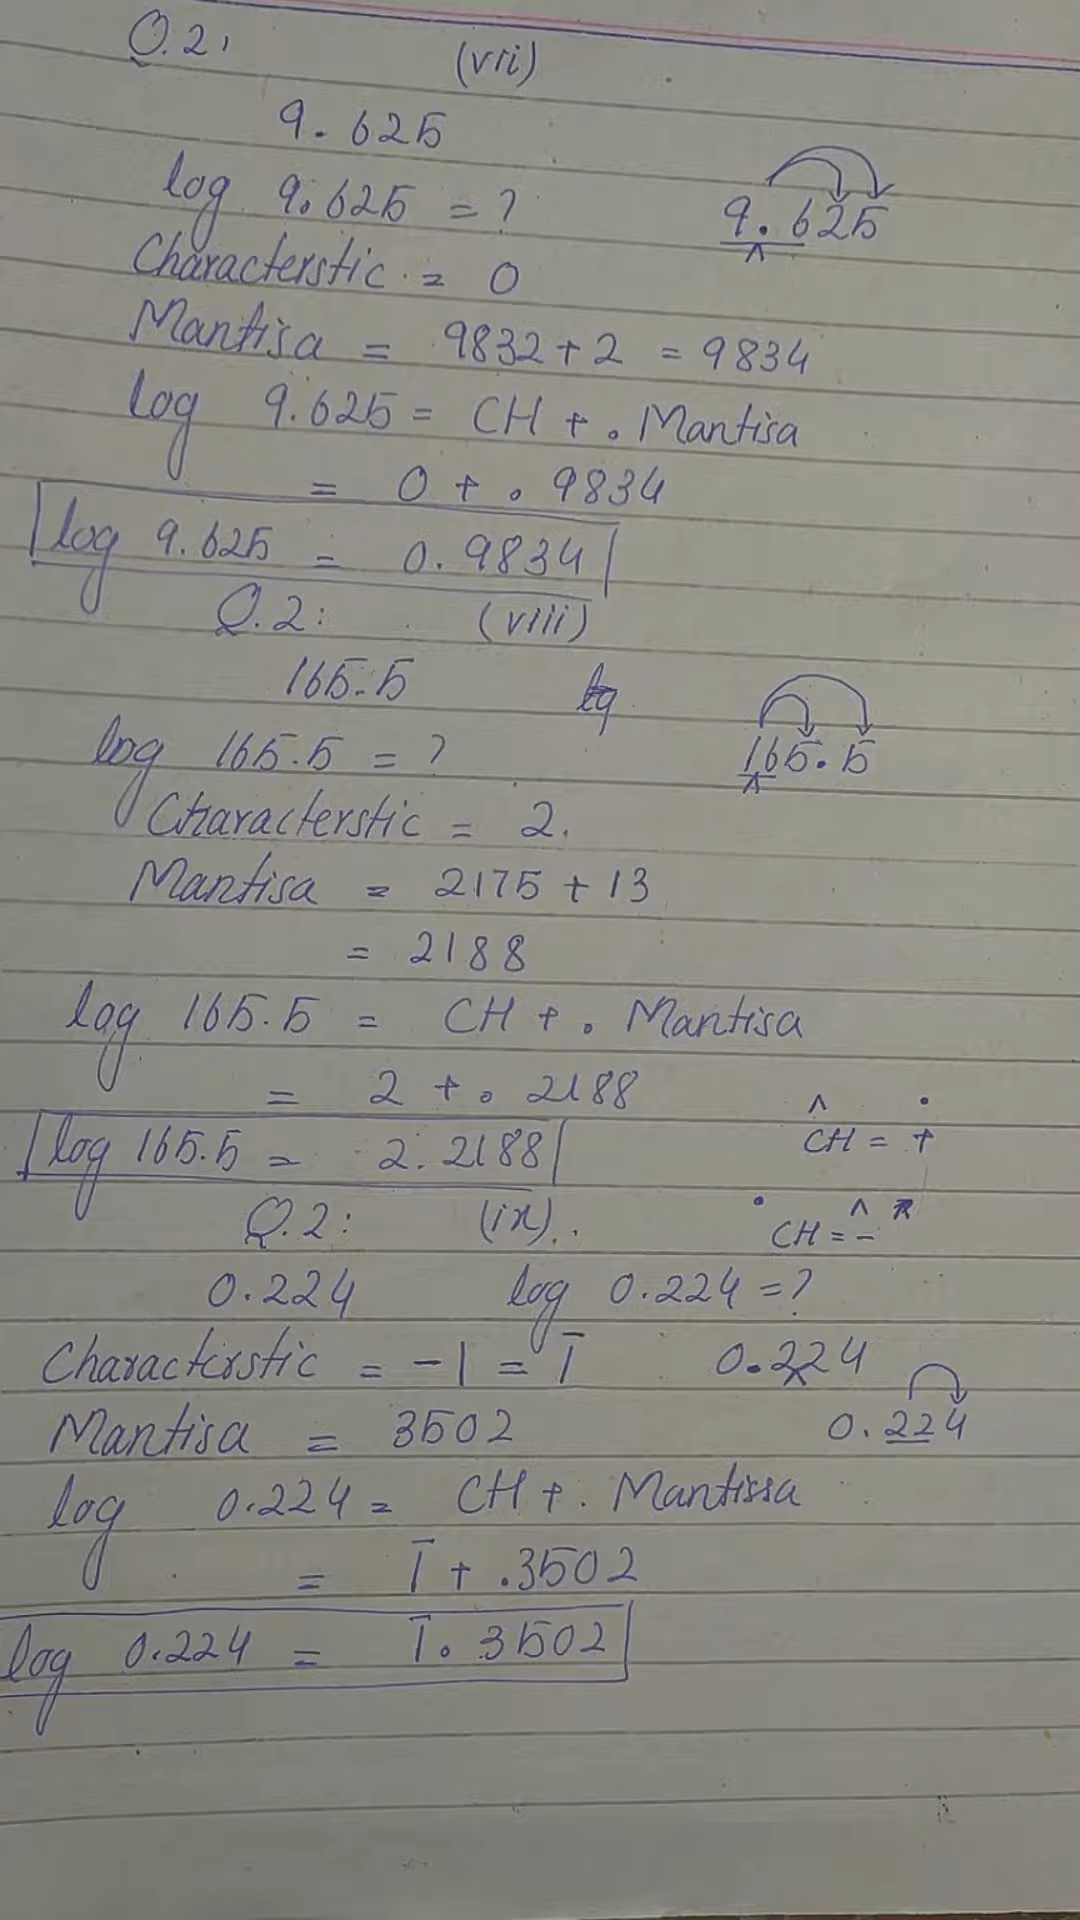 Q.2, (vii)
9.625
log 9.625 = ?
9.625
Characterstic = 0
Mantisa = 9832 + 2 = 9834
log 9.625 = CH + . Mantisa
= 0 + . 9834
log 9.625 = 0.9834
Q.2: (viii)
165.5
log 165.5 = ?
165.5
Characterstic = 2.
Mantisa = 2175 + 13
= 2188
log 165.5 = CH + . Mantisa
= 2 + . 2188
^ .
CH = +
log 165.5 = 2.2188
Q.2: (ix)..
. ^
CH = -
0.224 log 0.224 = ?
Characterstic = -1 = 1̅ 0.224
Mantisa = 3502 0.224
log 0.224 = CH + . Mantissa
= 1̅ + .3502
log 0.224 = 1̅.3502